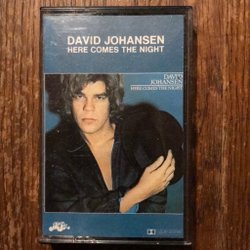 DAVID JOHANSEN
HERE COMES THE NIGHT
DAVID
JOHANSEN
HERE COMES THE NIGHT